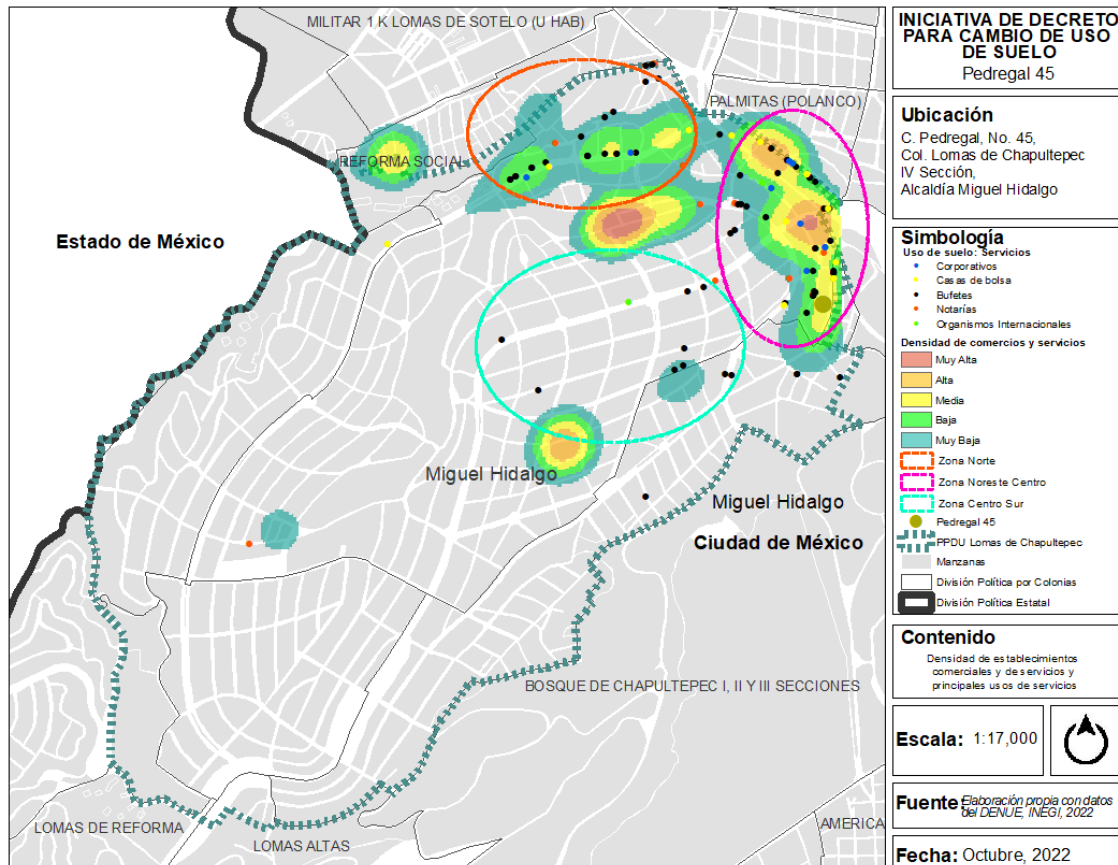 MILITAR 1 K LOMAS DE SOTELO (U HAB)
PALMITAS (POLANCO)
REFORMA SOCIAL
Estado de México
Miguel Hidalgo
Miguel Hidalgo
Ciudad de México
BOSQUE DE CHAPULTEPEC I, II Y III SECCIONES
LOMAS DE REFORMA
LOMAS ALTAS
AMERICA
INICIATIVA DE DECRETO
PARA CAMBIO DE USO
DE SUELO
Pedregal 45
Ubicación
C. Pedregal, No. 45,
Col. Lomas de Chapultepec
IV Sección,
Alcaldía Miguel Hidalgo
Simbología
Uso de suelo: Servicios
Corporativos
Casas de bolsa
Bufetes
Notarías
Organismos Internacionales
Densidad de comercios y servicios
Muy Alta
Alta
Media
Baja
Muy Baja
Zona Norte
Zona Noreste Centro
Zona Centro Sur
Pedregal 45
PPDU Lomas de Chapultepec
Manzanas
División Política por Colonias
División Política Estatal
Contenido
Densidad de establecimientos
comerciales y de servicios y
principales usos de servicios
Escala: 1:17,000
Fuente: Elaboración propia con datos
del DENUE, INEGI, 2022
Fecha: Octubre, 2022